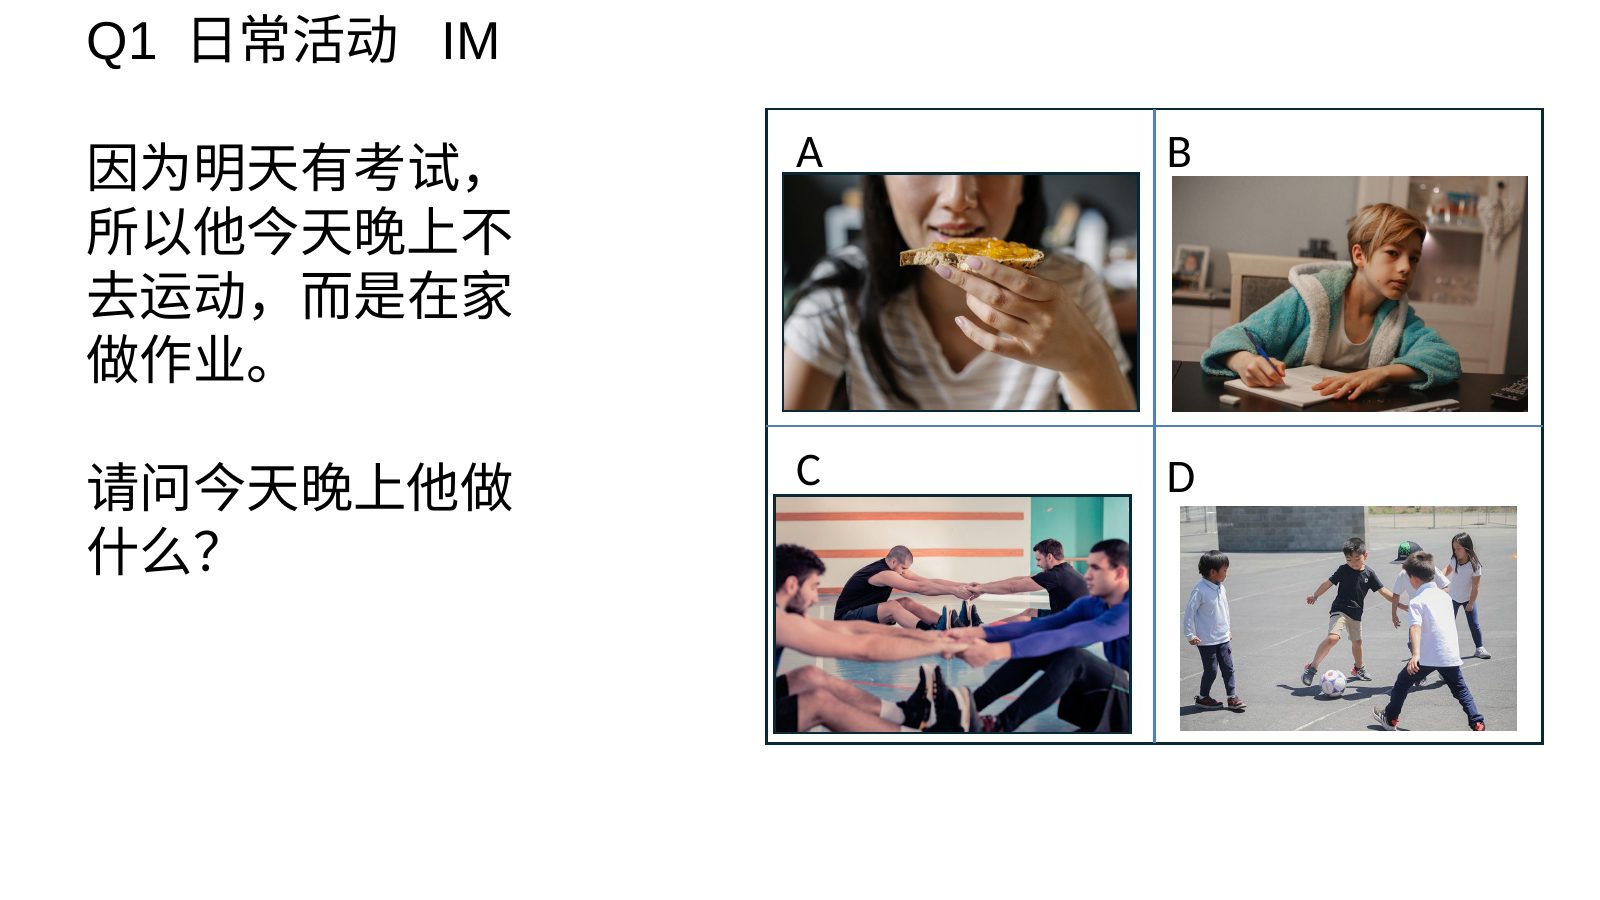 Q1 日常活动 IM
因为明天有考试，
所以他今天晚上不
去运动，而是在家
做作业。
请问今天晚上他做
什么？
A
B
C
D